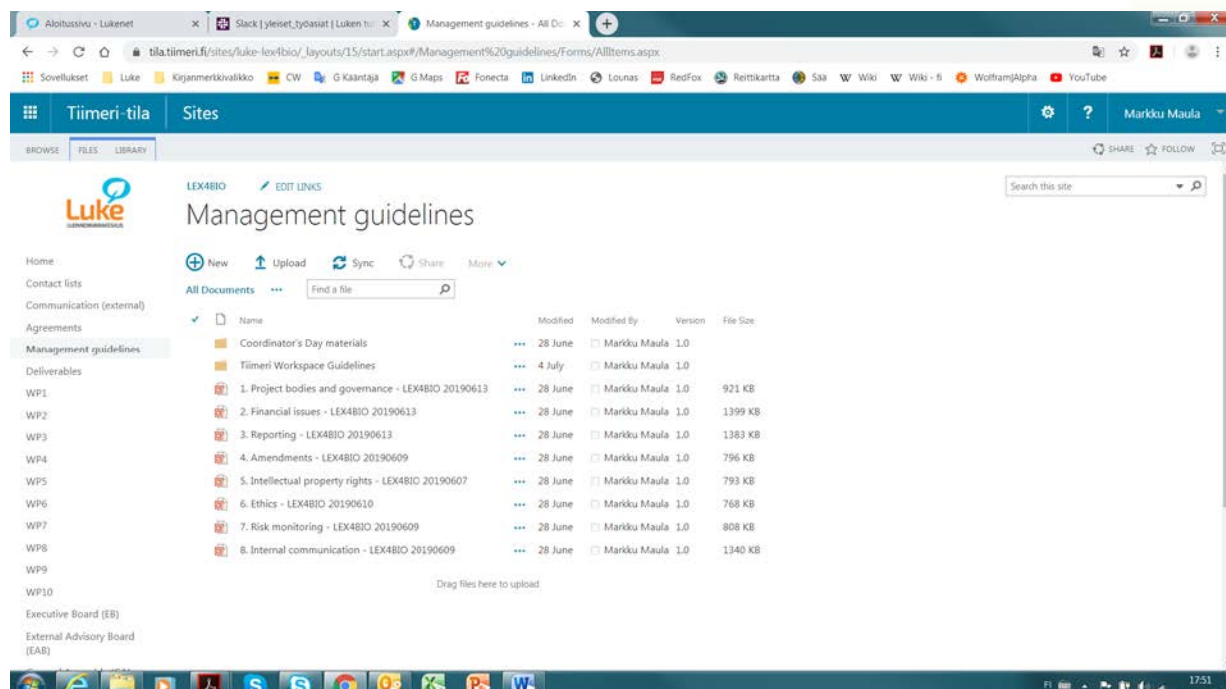 Aloitussivu - Lukenet
Slack | yleiset_työasiat | Luken tu
Management guidelines - All Do
tila.tiimeri.fi/sites/luke-lex4bio/_layouts/15/start.aspx#/Management%20guidelines/Forms/AllItems.aspx
Sovellukset Luke Kirjanmerkkivalikko CW G Kääntäjä G Maps Fonecta LinkedIn Lounas RedFox Reittikartta Sää W Wiki W Wiki - fi Wolfram|Alpha YouTube
Tiimeri-tila Sites ? Markku Maula
BROWSE FILES LIBRARY SHARE FOLLOW
Luke
LEX4BIO EDIT LINKS Search this site
Management guidelines
New Upload Sync Share More
All Documents ... Find a file
Name Modified Modified By Version File Size
Coordinator's Day materials ... 28 June Markku Maula 1.0
Tiimeri Workspace Guidelines ... 4 July Markku Maula 1.0
1. Project bodies and governance - LEX4BIO 20190613 ... 28 June Markku Maula 1.0 921 KB
2. Financial issues - LEX4BIO 20190613 ... 28 June Markku Maula 1.0 1399 KB
3. Reporting - LEX4BIO 20190613 ... 28 June Markku Maula 1.0 1383 KB
4. Amendments - LEX4BIO 20190609 ... 28 June Markku Maula 1.0 796 KB
5. Intellectual property rights - LEX4BIO 20190607 ... 28 June Markku Maula 1.0 793 KB
6. Ethics - LEX4BIO 20190610 ... 28 June Markku Maula 1.0 768 KB
7. Risk monitoring - LEX4BIO 20190609 ... 28 June Markku Maula 1.0 808 KB
8. Internal communication - LEX4BIO 20190609 ... 28 June Markku Maula 1.0 1340 KB
Drag files here to upload
Home
Contact lists
Communication (external)
Agreements
Management guidelines
Deliverables
WP1
WP2
WP3
WP4
WP5
WP6
WP7
WP8
WP9
WP10
Executive Board (EB)
External Advisory Board
(EAB)
FI 17:51